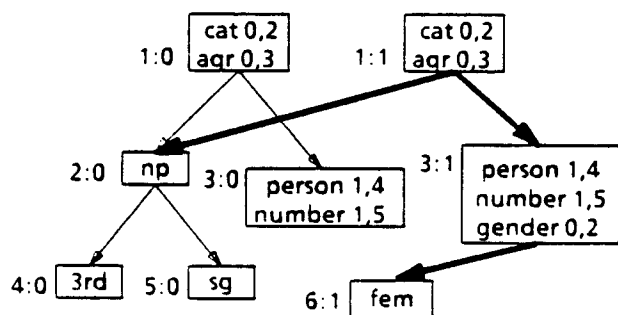 cat 0,2
1:0 aqr 0,3
cat 0,2
1:1 aqr 0,3
2:0 np
3:0 person 1,4
number 1,5
3:1 person 1,4
number 1,5
gender 0,2
4:0 3rd
5:0 sg
6:1 fem